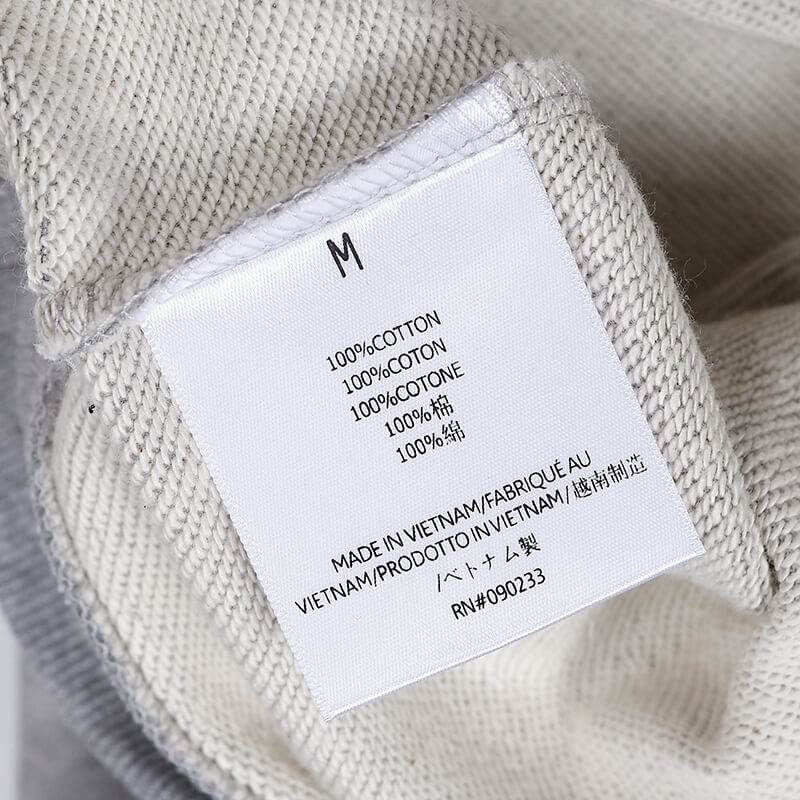 M
100%COTTON
100%COTON
100%COTONE
100%棉
100%綿
MADE IN VIETNAM/FABRIQUÉ AU
VIETNAM/PRODOTTO IN VIETNAM/越南制造
/ベトナム製
RN#090233